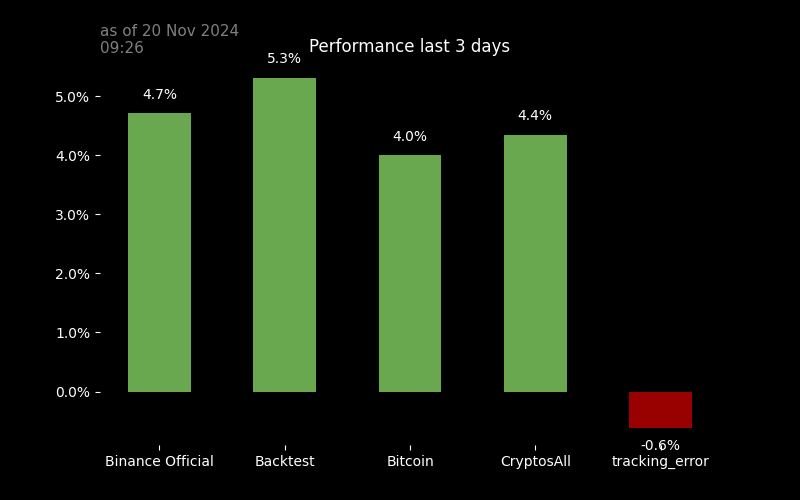 as of 20 Nov 2024
09:26
Performance last 3 days
5.3%
4.7%
4.4%
4.0%
5.0%
4.0%
3.0%
2.0%
1.0%
0.0%
-0.6%
Binance Official
Backtest
Bitcoin
CryptosAll
tracking_error